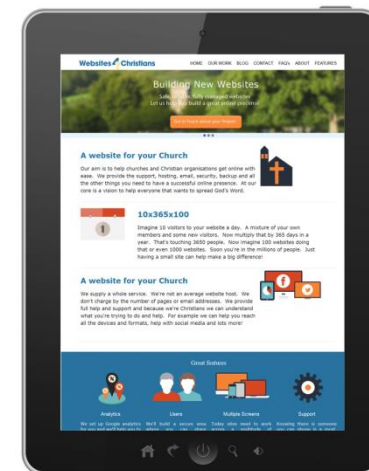 Websites 4 Christians
HOME OUR WORK BLOG CONTACT FAQs ABOUT FEATURES
Building New Websites
Let us help you build a great online presence
A website for your Church
Our aim is to help churches and Christian organisations get online with
ease. We provide the support, hosting, email, security, backup and all
the other things you need to have a successful online presence. At our
core is a vision to help everyone that wants to spread God's Word.
1
10x365x100
Imagine 10 visitors to your website a day. A mixture of your own
members and some new visitors. Now multiply that by 365 days in a
year. That's touching 3650 people. Now imagine 100 websites doing
that or even 1000 websites. Soon you're in the millions of people. Just
having a small site can help make a big difference!
A website for your Church
We supply a whole service. We're not an average website host. We
don't charge by the number of pages or email addresses. We provide
full help and support and because we're Christians we can understand
what you're trying to do and help. For example we can help you reach
all the devices and formats, help with social media and lots more!
Great Features
Analytics Users Multiple Screens Support